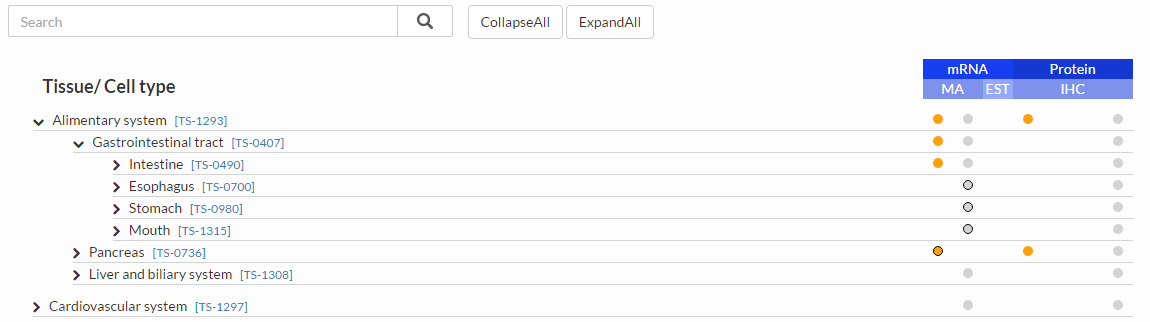 Search CollapseAll ExpandAll
mRNA Protein
Tissue/ Cell type MA EST IHC
Alimentary system [TS-1293]
Gastrointestinal tract [TS-0407]
Intestine [TS-0490]
Esophagus [TS-0700]
Stomach [TS-0980]
Mouth [TS-1315]
Pancreas [TS-0736]
Liver and biliary system [TS-1308]
Cardiovascular system [TS-1297]